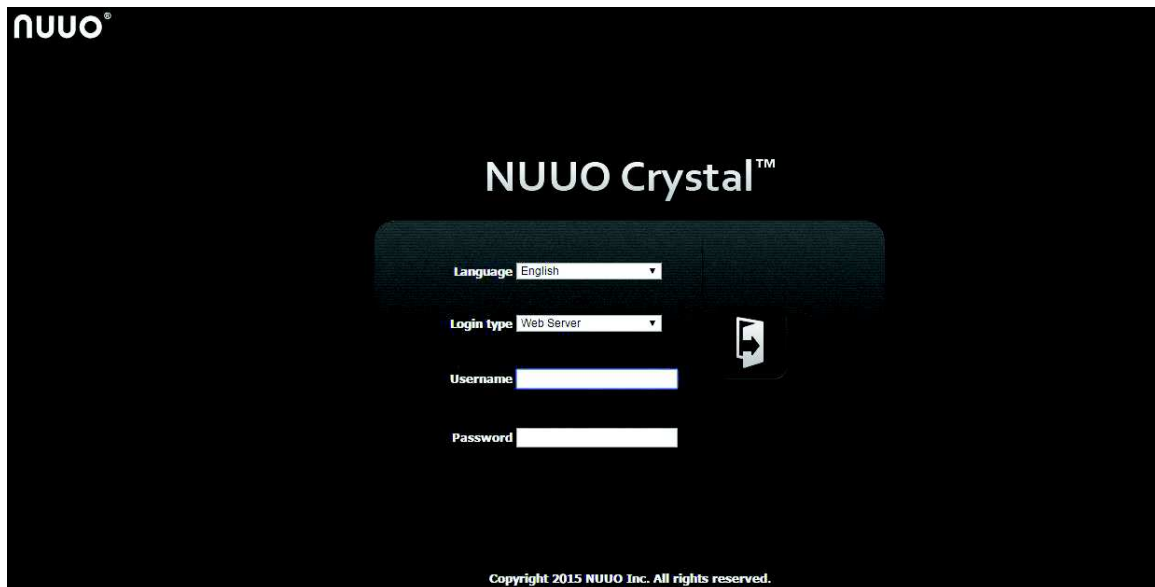 nuuo®
NUUO Crystal™
Language English
Login type Web Server
Username
Password
Copyright 2015 NUUO Inc. All rights reserved.